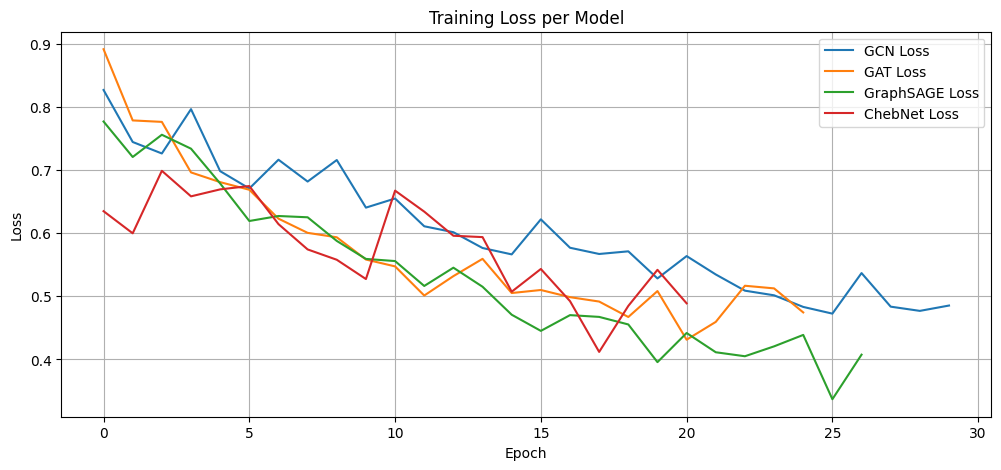 Training Loss per Model
GCN Loss
GAT Loss
GraphSAGE Loss
ChebNet Loss
Loss
0.9
0.8
0.7
0.6
0.5
0.4
0 5 10 15 20 25 30
Epoch